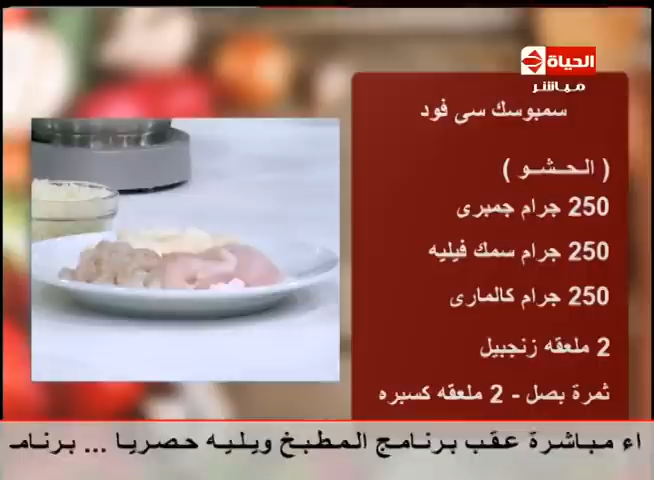 الحياة
مباشر
سمبوسك سى فود
( الحشو )
250 جرام جمبرى
250 جرام سمك فيليه
250 جرام كالمارى
2 ملعقه زنجبيل
ثمرة بصل - 2 ملعقه كسبره
اء مباشرة عقب برنامج المطبخ ويليه حصريا ... برنامـ